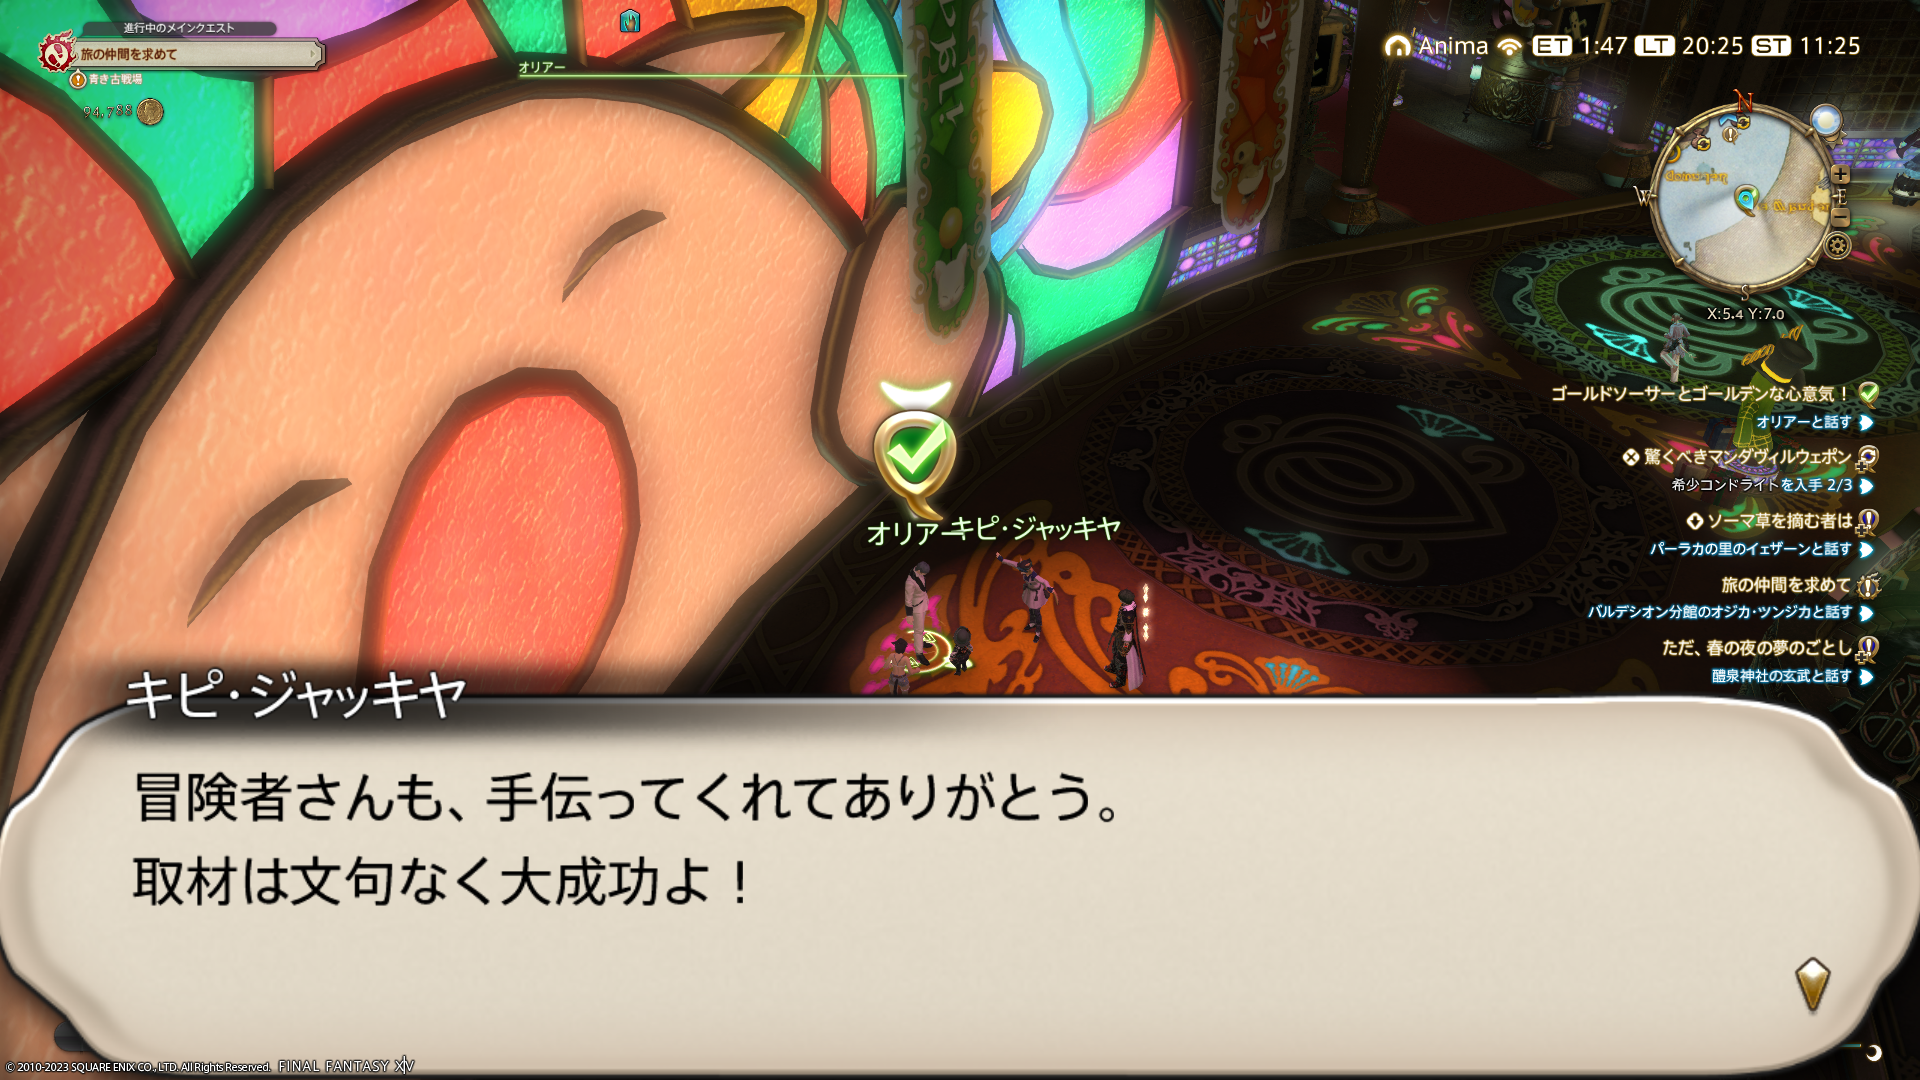 進行中のメインクエスト
旅の仲間を求めて
青き古戦場
94,788
オリアー
Anima ET 1:47 LT 20:25 ST 11:25
N
W
E
S
X:5.4 Y:7.0
ゴールドソーサーとゴールデンな心意気！
オリアーと話す
驚くべきマンダヴィルウェポン
希少コンドライトを入手 2/3
ソーマ草を摘む者は
パーラカの里のイェザーンと話す
旅の仲間を求めて
バルデシオン分館のオジカ・ツンジカと話す
ただ、春の夜の夢のごとし
醴泉神社の玄武と話す
オリアー
キピ・ジャッキヤ
キピ・ジャッキヤ
冒険者さんも、手伝ってくれてありがとう。
取材は文句なく大成功よ！
© 2010-2023 SQUARE ENIX CO., LTD. All Rights Reserved. FINAL FANTASY XIV